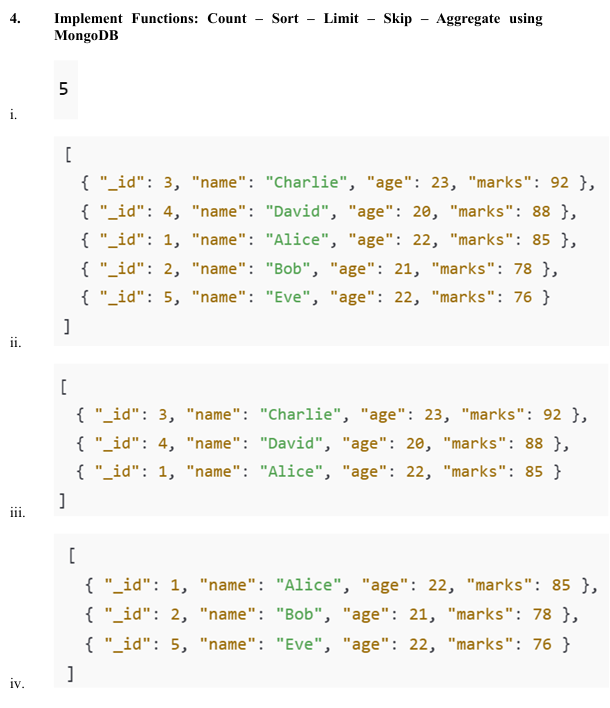 4. Implement Functions: Count – Sort – Limit – Skip – Aggregate using
MongoDB
5
i.
[
{ "_id": 3, "name": "Charlie", "age": 23, "marks": 92 },
{ "_id": 4, "name": "David", "age": 20, "marks": 88 },
{ "_id": 1, "name": "Alice", "age": 22, "marks": 85 },
{ "_id": 2, "name": "Bob", "age": 21, "marks": 78 },
{ "_id": 5, "name": "Eve", "age": 22, "marks": 76 }
]
ii.
[
{ "_id": 3, "name": "Charlie", "age": 23, "marks": 92 },
{ "_id": 4, "name": "David", "age": 20, "marks": 88 },
{ "_id": 1, "name": "Alice", "age": 22, "marks": 85 }
]
iii.
[
{ "_id": 1, "name": "Alice", "age": 22, "marks": 85 },
{ "_id": 2, "name": "Bob", "age": 21, "marks": 78 },
{ "_id": 5, "name": "Eve", "age": 22, "marks": 76 }
]
iv.